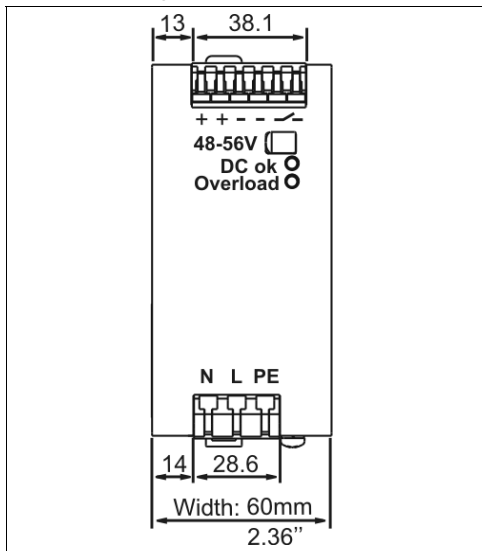 13 38.1
+ + - -
48-56V
DC ok
Overload
N L PE
14 28.6
Width: 60mm
2.36’’